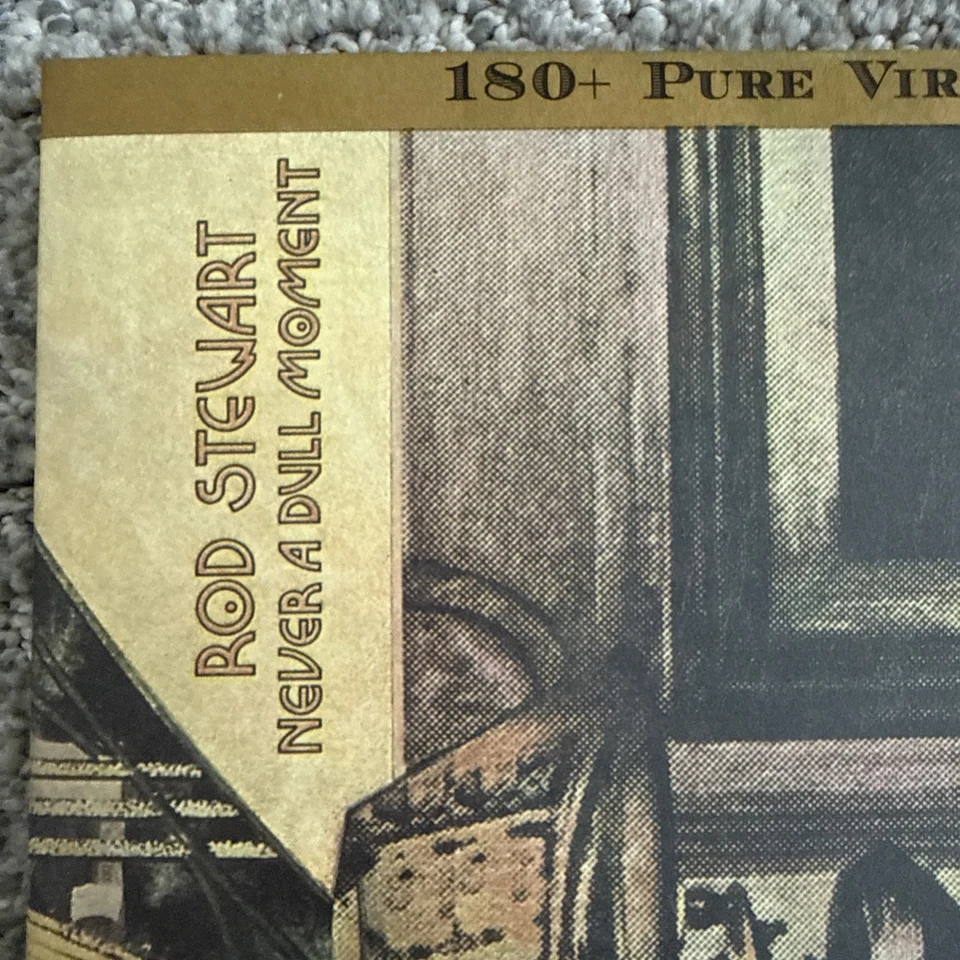 180+ PURE VIR
ROD STEWART
NEVER A DULL MOMENT